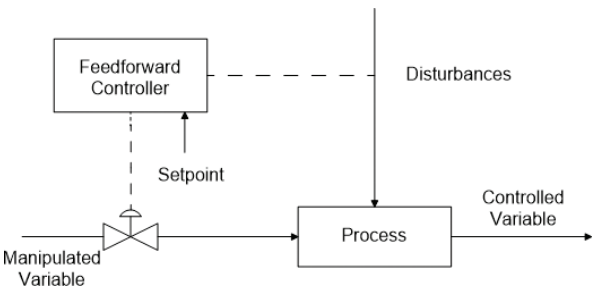 Feedforward
Controller
Disturbances
Setpoint
Controlled
Variable
Process
Manipulated
Variable